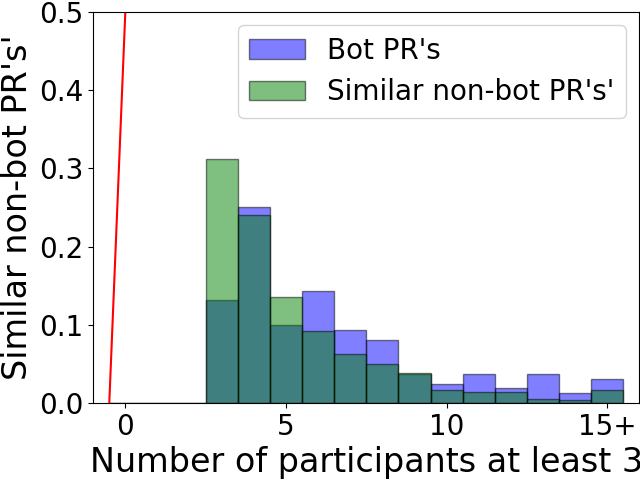 Similar non-bot PR's'
0.5
0.4
0.3
0.2
0.1
0.0
Bot PR's
Similar non-bot PR's'
0
5
10
15+
Number of participants at least 3